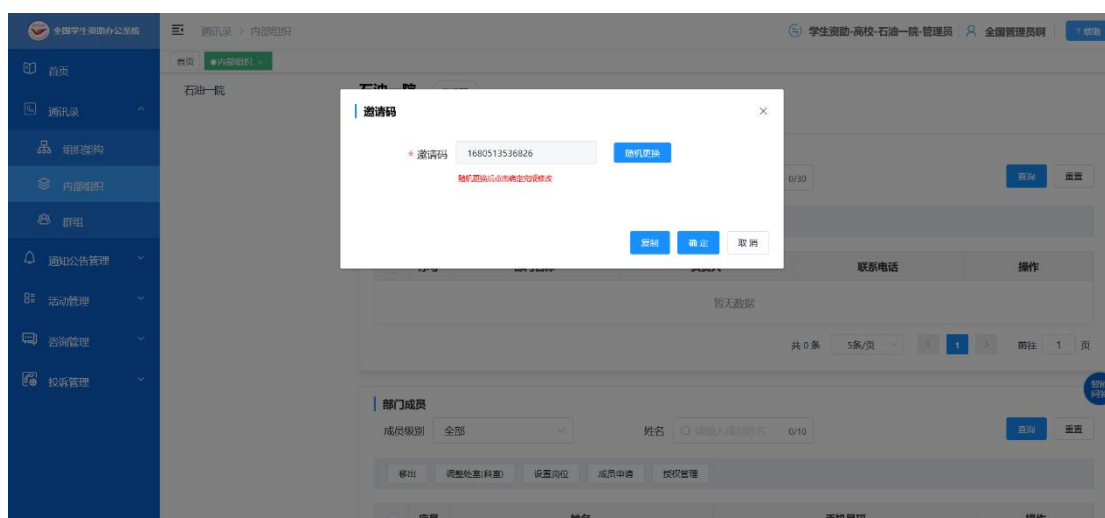 全国学生资助办公系统
通讯录 > 内部组织
学生资助-高校-石油一院-管理员
全国管理员啊
? 帮助
首页
首页
内部组织
石油一院
通讯录
组织架构
内部组织
群组
通知公告管理
活动管理
咨询管理
投诉管理
邀请码
* 邀请码
1680513536826
随机更换
随机更换后点击确定完成修改
复制
确 定
取 消
0/30
查询
重置
联系电话
操作
暂无数据
共 0 条
5条/页
1
前往
1
页
部门成员
成员级别
全部
姓名
请输入成员姓名
0/10
查询
重置
移出
调整处室(科室)
设置岗位
成员申请
授权管理